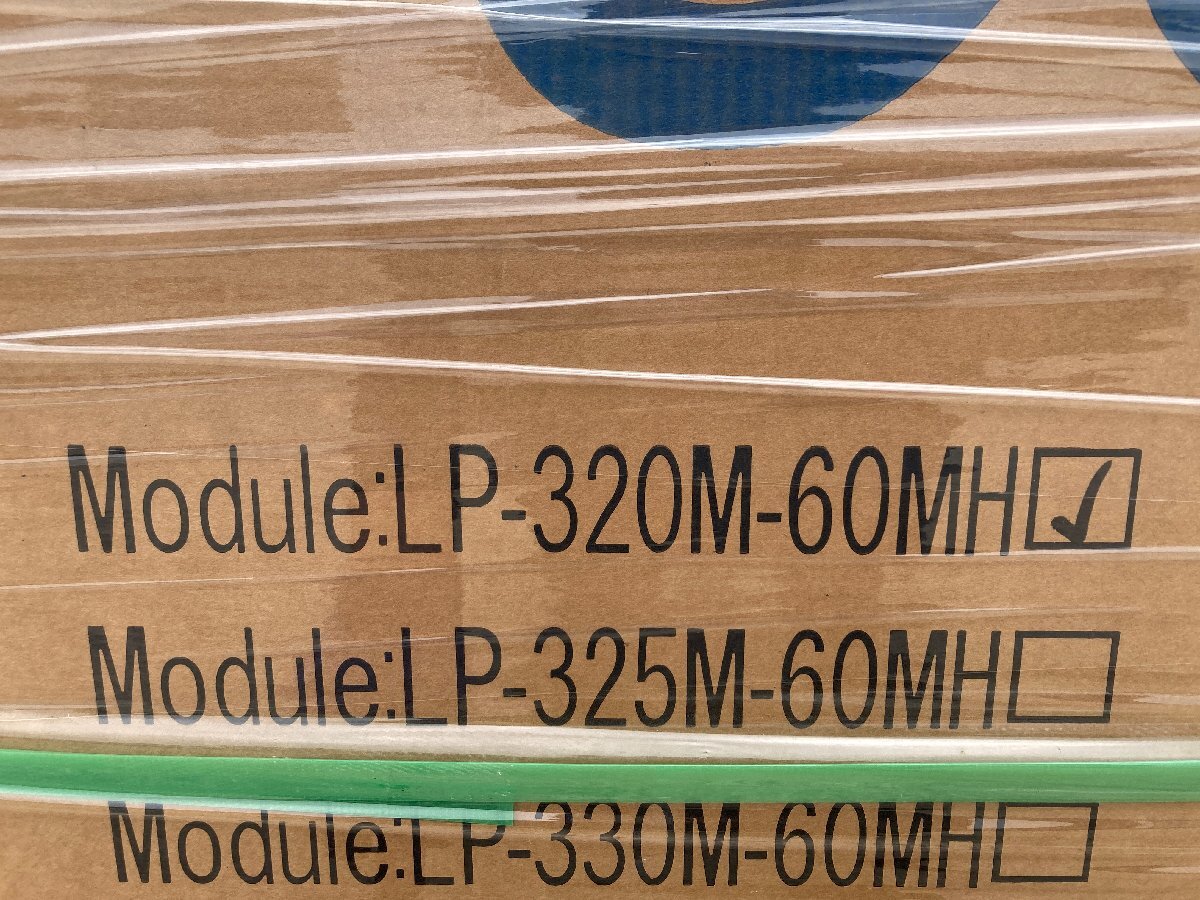 Module:LP-320M-60MH ☑
Module:LP-325M-60MH ☐
Module:LP-330M-60MH ☐